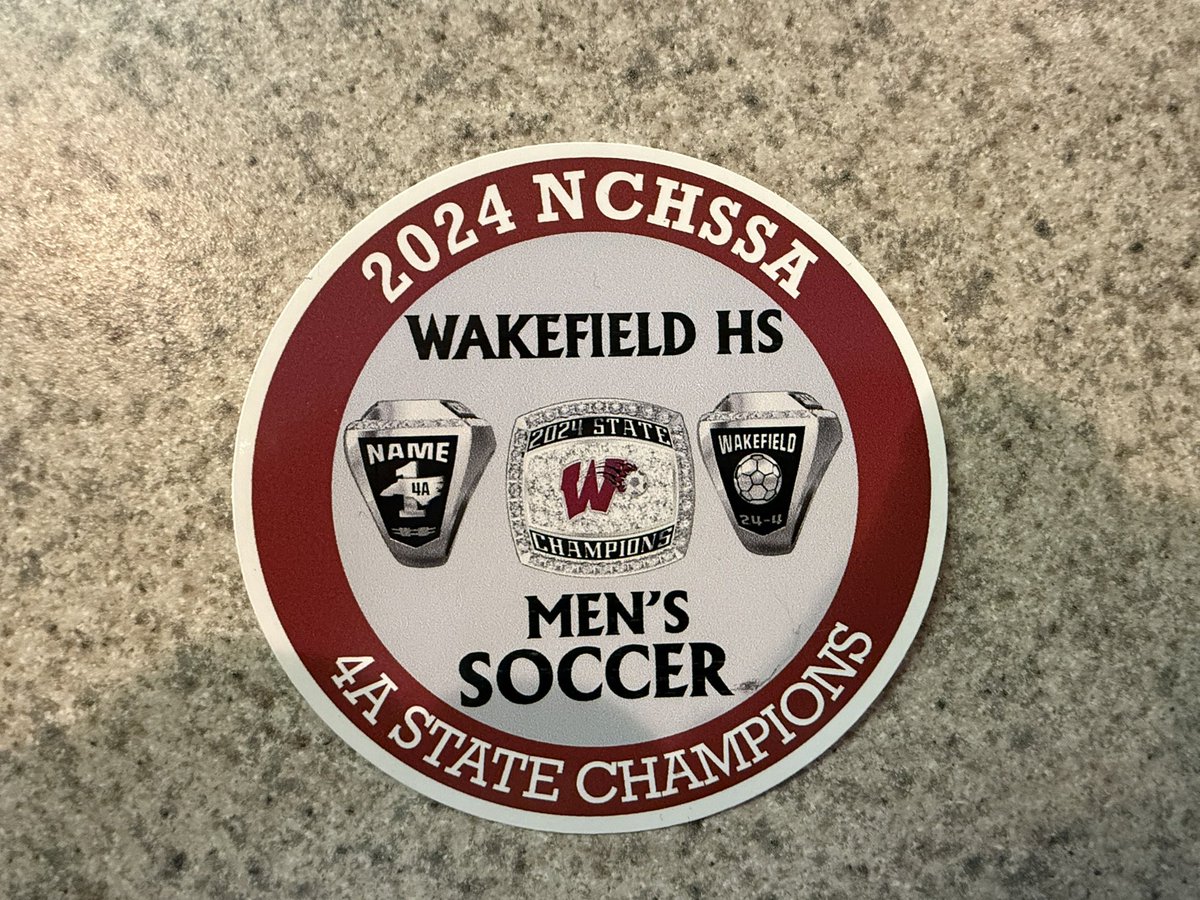 2024 NCHSSA
WAKEFIELD HS
NAME
1
4A
2024 STATE
W
CHAMPIONS
WAKEFIELD
24-4
MEN'S
SOCCER
4A STATE CHAMPIONS